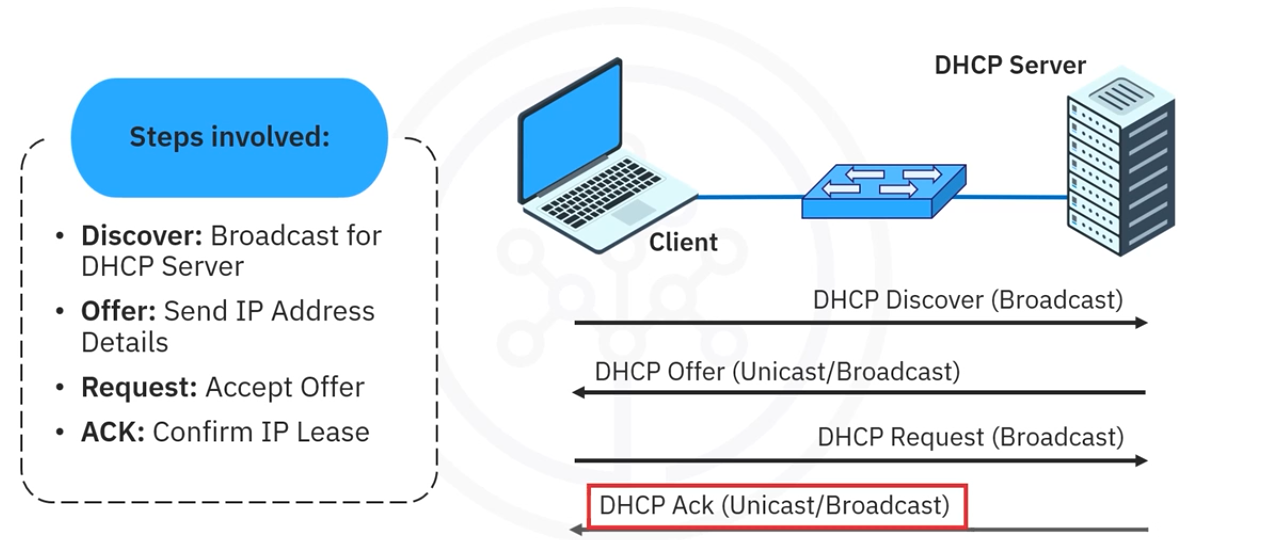 Steps involved:
• Discover: Broadcast for
DHCP Server
• Offer: Send IP Address
Details
• Request: Accept Offer
• ACK: Confirm IP Lease
DHCP Server
Client
DHCP Discover (Broadcast)
DHCP Offer (Unicast/Broadcast)
DHCP Request (Broadcast)
DHCP Ack (Unicast/Broadcast)